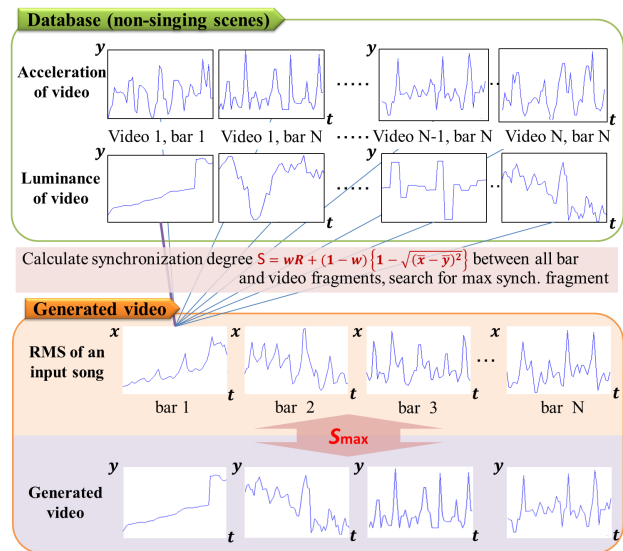 Database (non-singing scenes)
y y
Acceleration of video
..... ..
t t
Video 1, bar 1 Video 1, bar N ..... Video N-1, bar N Video N, bar N
y y
Luminance of video
..... ..
t t
Calculate synchronization degree S = wR + (1 − w) {1 − √(x̅ − y̅)²} between all bar
and video fragments, search for max synch. fragment
Generated video
x x x x
RMS of an input song
...
t t t t
bar 1 bar 2 bar 3 bar N
Smax
y y y y
Generated video
t t t t